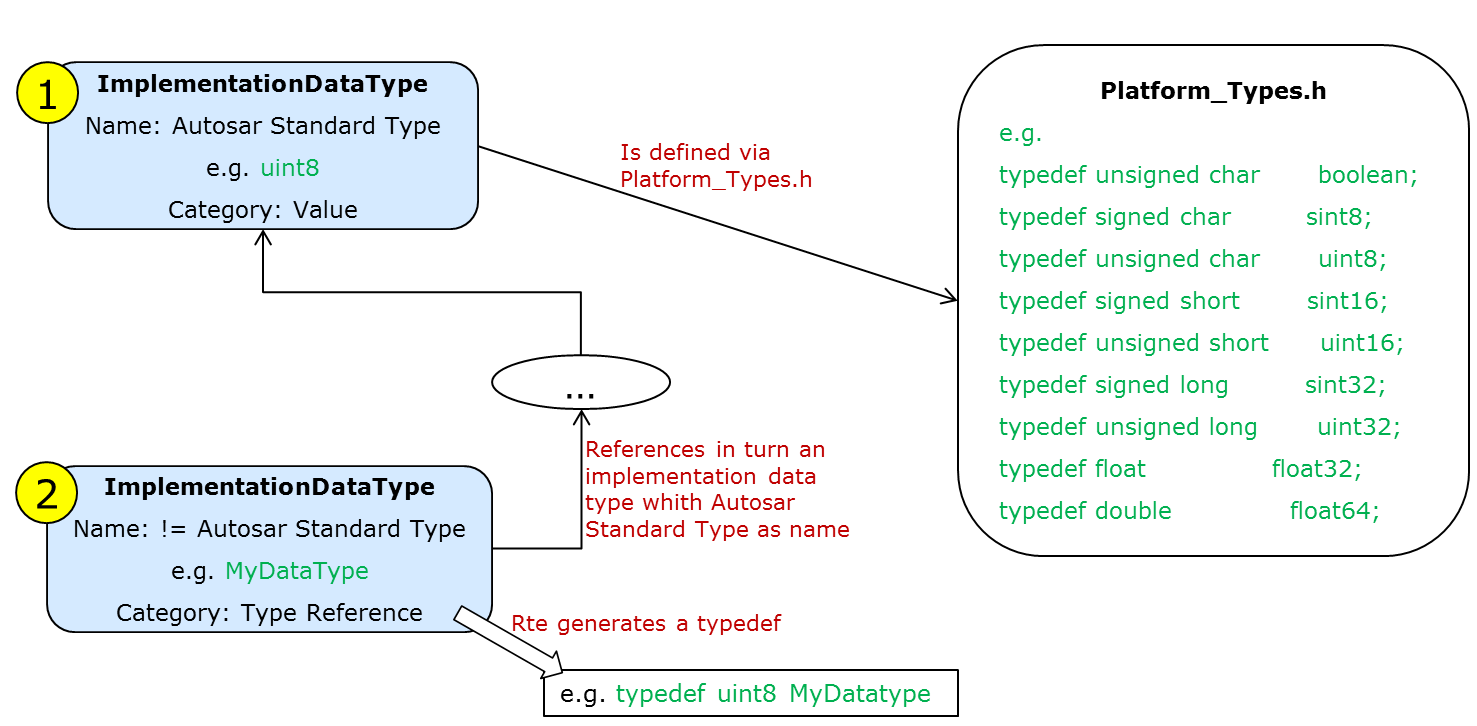 1
ImplementationDataType
Name: Autosar Standard Type
e.g. uint8
Category: Value
Is defined via
Platform_Types.h
Platform_Types.h
e.g.
typedef unsigned char boolean;
typedef signed char sint8;
typedef unsigned char uint8;
typedef signed short sint16;
typedef unsigned short uint16;
typedef signed long sint32;
typedef unsigned long uint32;
typedef float float32;
typedef double float64;
...
References in turn an
implementation data
type whith Autosar
Standard Type as name
2
ImplementationDataType
Name: != Autosar Standard Type
e.g. MyDataType
Category: Type Reference
Rte generates a typedef
e.g. typedef uint8 MyDatatype